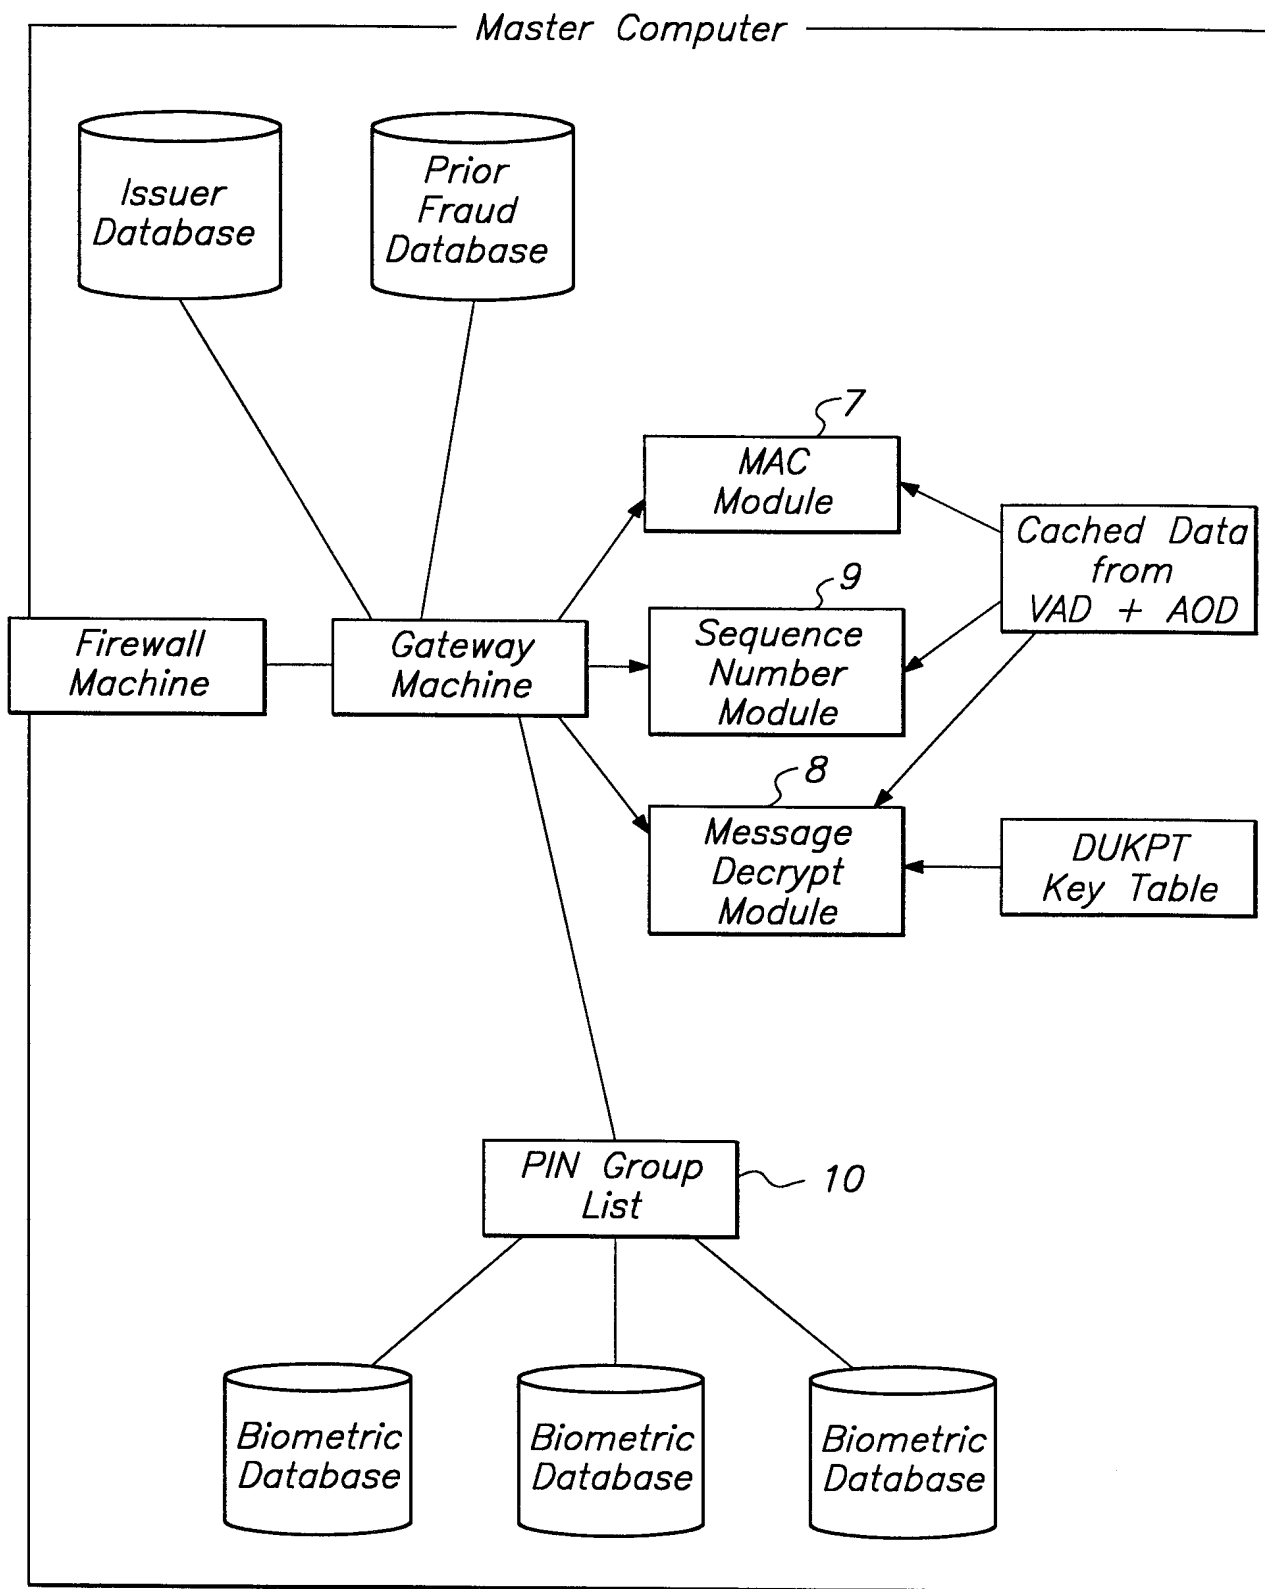 Master Computer
Issuer
Database
Prior
Fraud
Database
7
MAC
Module
Cached Data
from
VAD + AOD
9
Firewall
Machine
Gateway
Machine
Sequence
Number
Module
8
Message
Decrypt
Module
DUKPT
Key Table
PIN Group
List
10
Biometric
Database
Biometric
Database
Biometric
Database